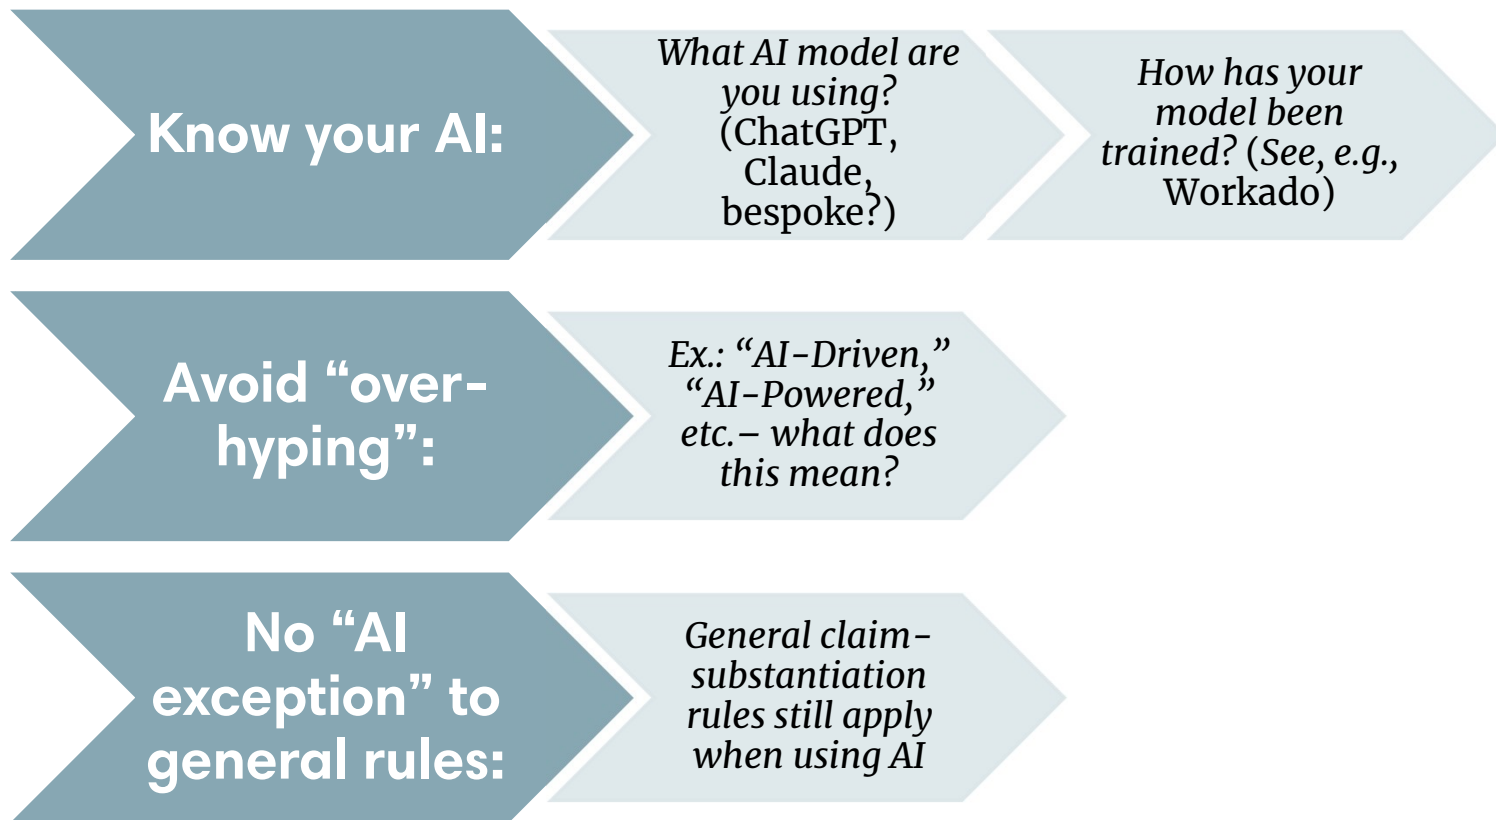 Know your AI:
What AI model are
you using?
(ChatGPT,
Claude,
bespoke?)
How has your
model been
trained? (See, e.g.,
Workado)
Avoid “over-
hyping”:
Ex.: “AI-Driven,”
“AI-Powered,”
etc.– what does
this mean?
No “AI
exception” to
general rules:
General claim-
substantiation
rules still apply
when using AI